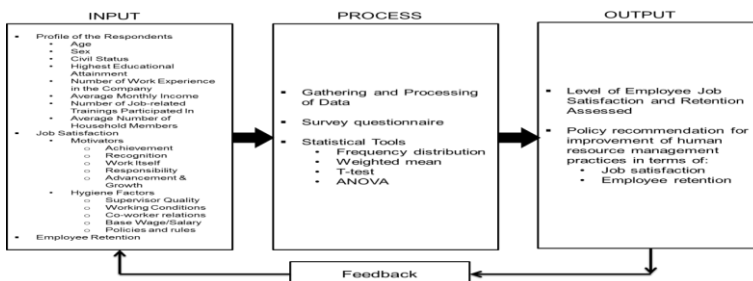 INPUT
Profile of the Respondents
Age
Sex
Civil Status
Highest Educational
Attainment
Number of Work Experience
in the Company
Average Monthly Income
Number of Job-related
Trainings Participated In
Average Number of
Household Members
Job Satisfaction
Motivators
Achievement
Recognition
Work Itself
Responsibility
Advancement &
Growth
Hygiene Factors
Supervisor Quality
Working Conditions
Co-worker relations
Base Wage/Salary
Policies and rules
Employee Retention
PROCESS
Gathering and Processing
of Data
Survey questionnaire
Statistical Tools
Frequency distribution
Weighted mean
T-test
ANOVA
OUTPUT
Level of Employee Job
Satisfaction and Retention
Assessed
Policy recommendation for
improvement of human
resource management
practices in terms of:
Job satisfaction
Employee retention
Feedback